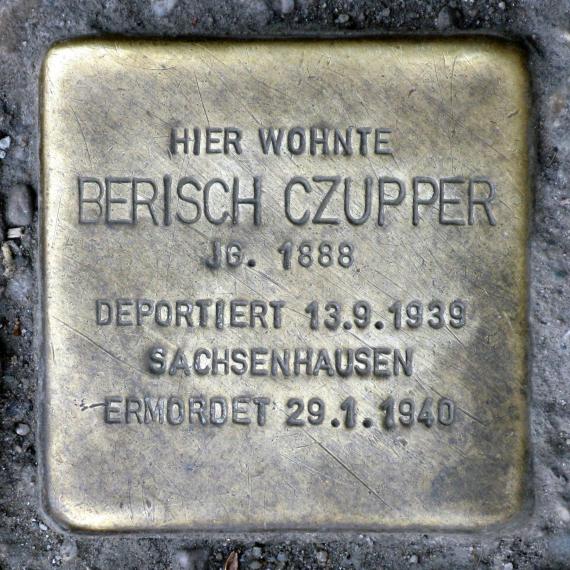 HIER WOHNTE
BERISCH CZUPPER
JG. 1888
DEPORTIERT 13.9.1939
SACHSENHAUSEN
ERMORDET 29.1.1940